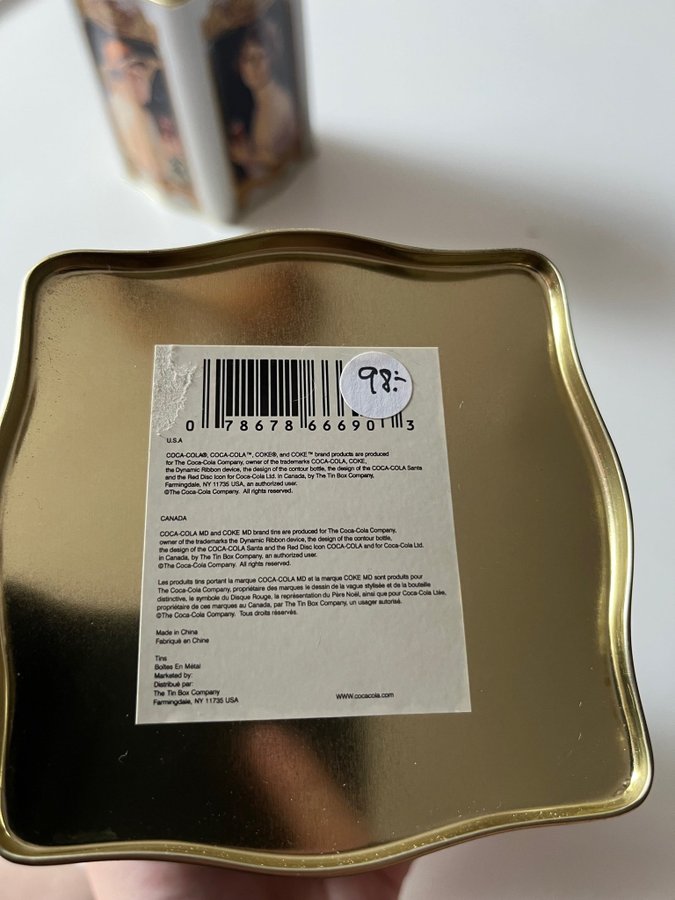 98:-
0 78678 66690 3
U.S.A
COCA-COLA®, COCA-COLA™, COKE®, and COKE™ brand products are produced
for The Coca-Cola Company, owner of the trademarks COCA-COLA, COKE,
the Dynamic Ribbon device, the design of the contour bottle, the design of the COCA-COLA Santa
and the Red Disc Icon for Coca-Cola Ltd. in Canada, by The Tin Box Company,
Farmingdale, NY 11735 USA, an authorized user.
©The Coca-Cola Company. All rights reserved.
CANADA
COCA-COLA MD and COKE MD brand tins are produced for The Coca-Cola Company,
owner of the trademarks the Dynamic Ribbon device, the design of the contour bottle,
the design of the COCA-COLA Santa and the Red Disc Icon COCA-COLA and for Coca-Cola Ltd.
in Canada, by The Tin Box Company, an authorized user.
©The Coca-Cola Company. All rights reserved.
Les produits tins portant la marque COCA-COLA MD et la marque COKE MD sont produits pour
The Coca-Cola Company, propriétaire des marques le dessin de la vague stylisée et de la bouteille
distinctive, le symbole du Disque Rouge, la représentation du Père Noël, ainsi que pour Coca-Cola Ltée,
propriétaire de ces marques au Canada, par The Tin Box Company, un usager autorisé.
©The Coca-Cola Company. Tous droits réservés.
Made in China
Fabriqué en Chine
Tins
Boîtes En Métal
Marketed by:
Distribué par:
The Tin Box Company
Farmingdale, NY 11735 USA
WWW.cocacola.com